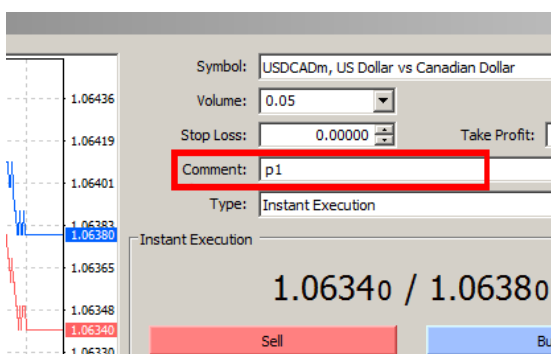 Symbol: USDCADm, US Dollar vs Canadian Dollar
1.06436
Volume: 0.05
1.06419
Stop Loss: 0.00000 Take Profit:
1.06401
Comment: p1
Type: Instant Execution
1.06383
1.06380
Instant Execution
1.06365
1.06340 / 1.06380
1.06348
1.06340
Sell Bu
1.06330